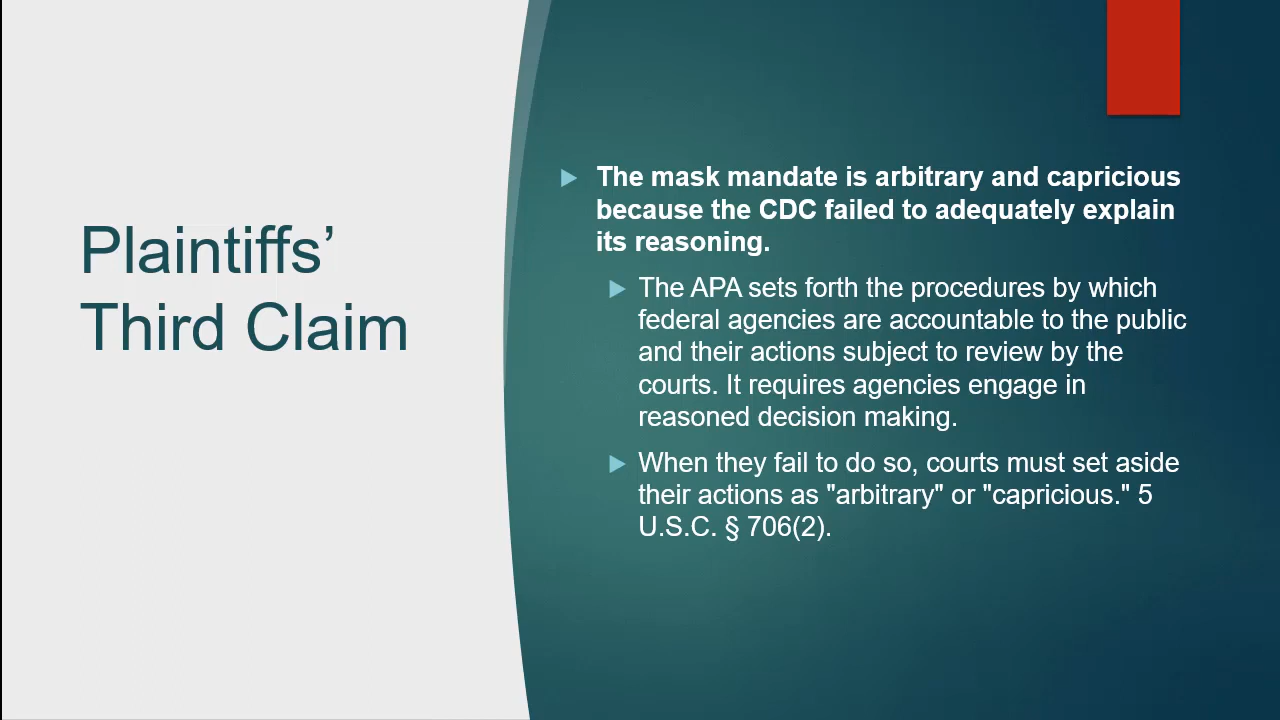 Plaintiffs’
Third Claim
The mask mandate is arbitrary and capricious
because the CDC failed to adequately explain
its reasoning.
The APA sets forth the procedures by which
federal agencies are accountable to the public
and their actions subject to review by the
courts. It requires agencies engage in
reasoned decision making.
When they fail to do so, courts must set aside
their actions as "arbitrary" or "capricious." 5
U.S.C. § 706(2).